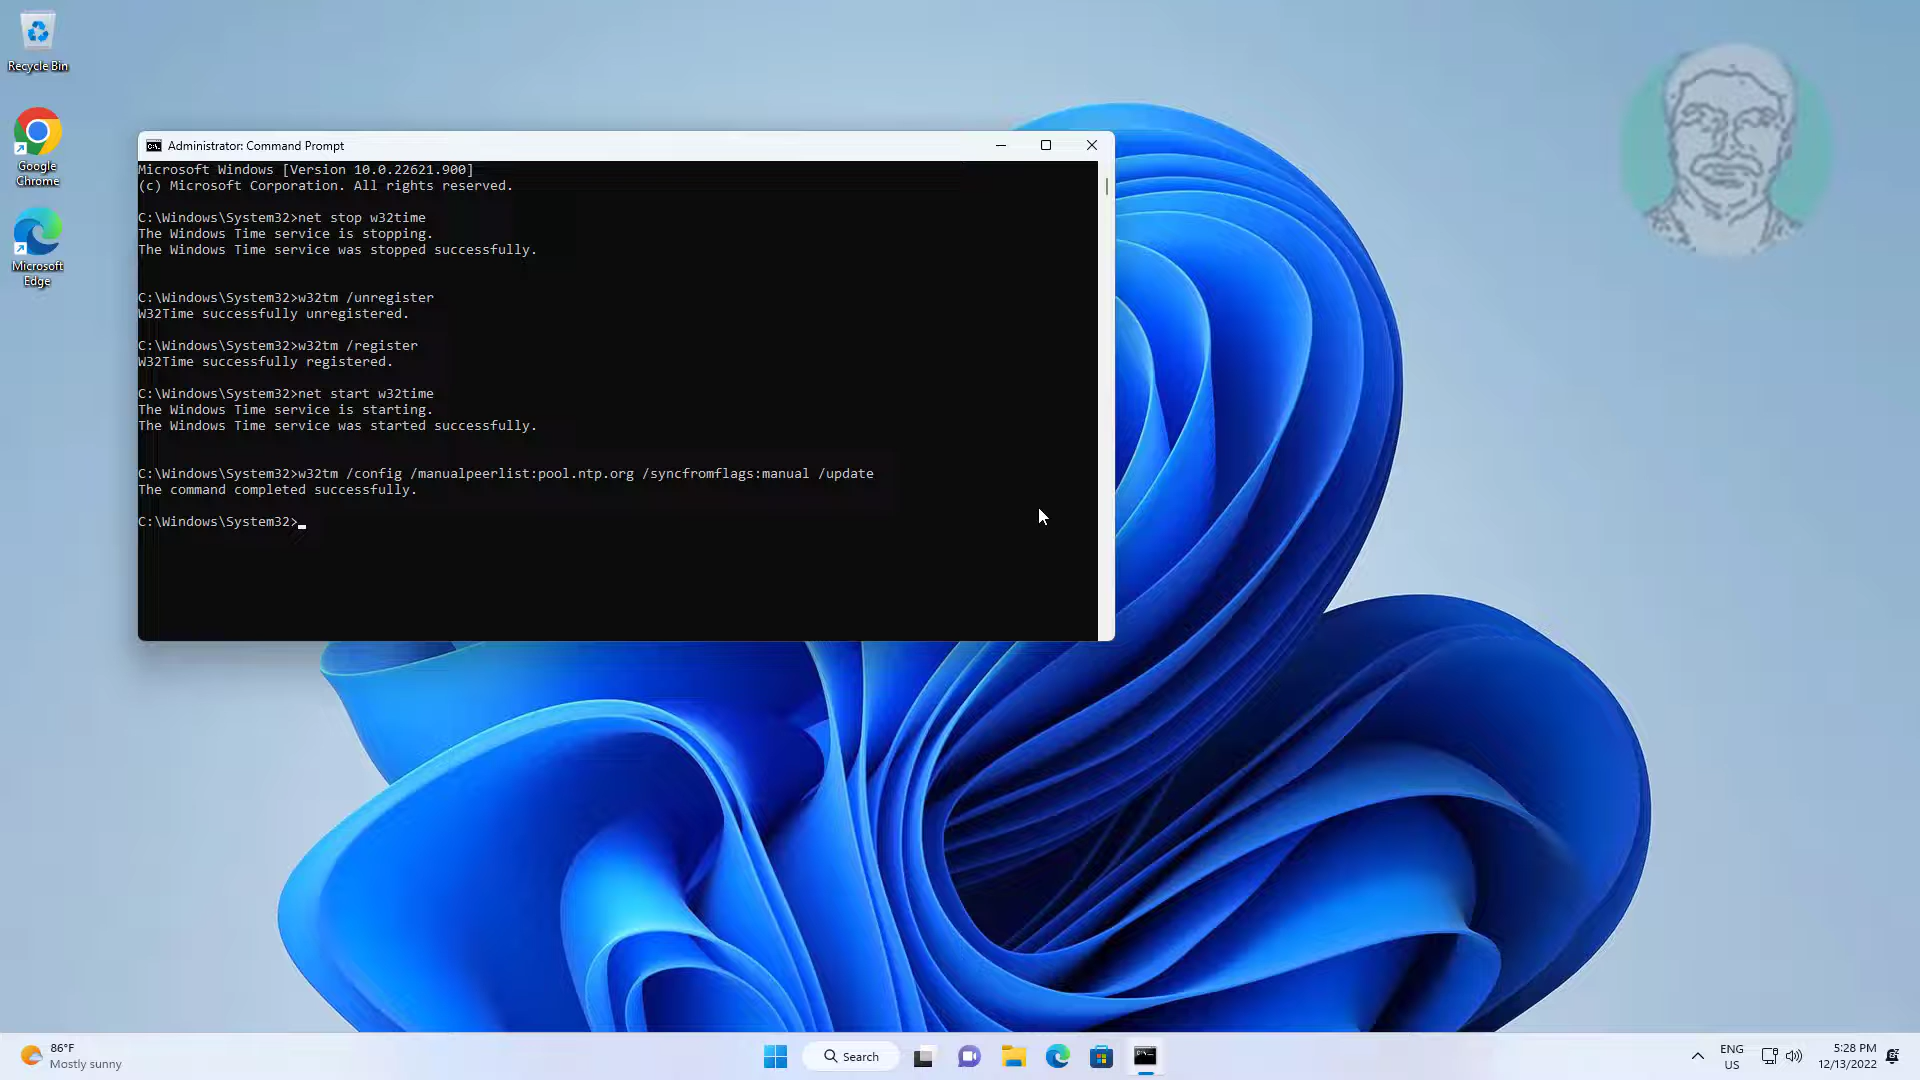 Recycle Bin
Google
Chrome
Microsoft
Edge
Administrator: Command Prompt
Microsoft Windows [Version 10.0.22621.900]
(c) Microsoft Corporation. All rights reserved.
C:\Windows\System32>net stop w32time
The Windows Time service is stopping.
The Windows Time service was stopped successfully.
C:\Windows\System32>w32tm /unregister
W32Time successfully unregistered.
C:\Windows\System32>w32tm /register
W32Time successfully registered.
C:\Windows\System32>net start w32time
The Windows Time service is starting.
The Windows Time service was started successfully.
C:\Windows\System32>w32tm /config /manualpeerlist:pool.ntp.org /syncfromflags:manual /update
The command completed successfully.
C:\Windows\System32>
86°F
Mostly sunny
Search
ENG
US
5:28 PM
12/13/2022